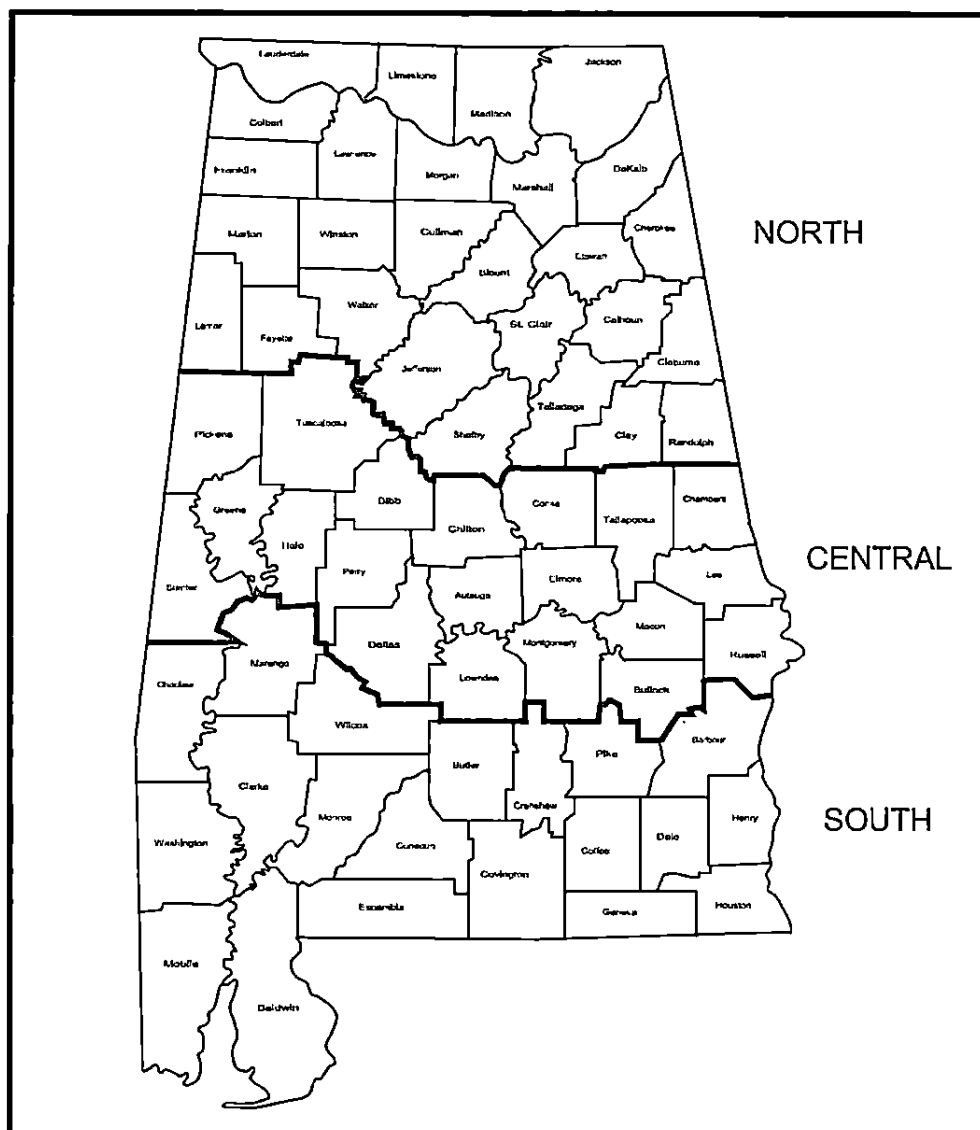 Lauderdale
Limestone
Madison
Jackson
Colbert
Lawrence
Franklin
Morgan
Marshall
DeKalb
Marion
Winston
Cullman
Cherokee
NORTH
Etowah
Blount
Walker
St. Clair
Calhoun
Lamar
Fayette
Jefferson
Cleburne
Talladega
Pickens
Tuscaloosa
Shelby
Clay
Randolph
Bibb
Chilton
Coosa
Tallapoosa
Chambers
Greene
Hale
Perry
CENTRAL
Sumter
Autauga
Elmore
Lee
Macon
Dallas
Montgomery
Russell
Marengo
Lowndes
Choctaw
Bullock
Wilcox
Pike
Barbour
Butler
Clarke
Crenshaw
Monroe
Henry
SOUTH
Washington
Conecuh
Coffee
Dale
Covington
Escambia
Geneva
Houston
Mobile
Baldwin